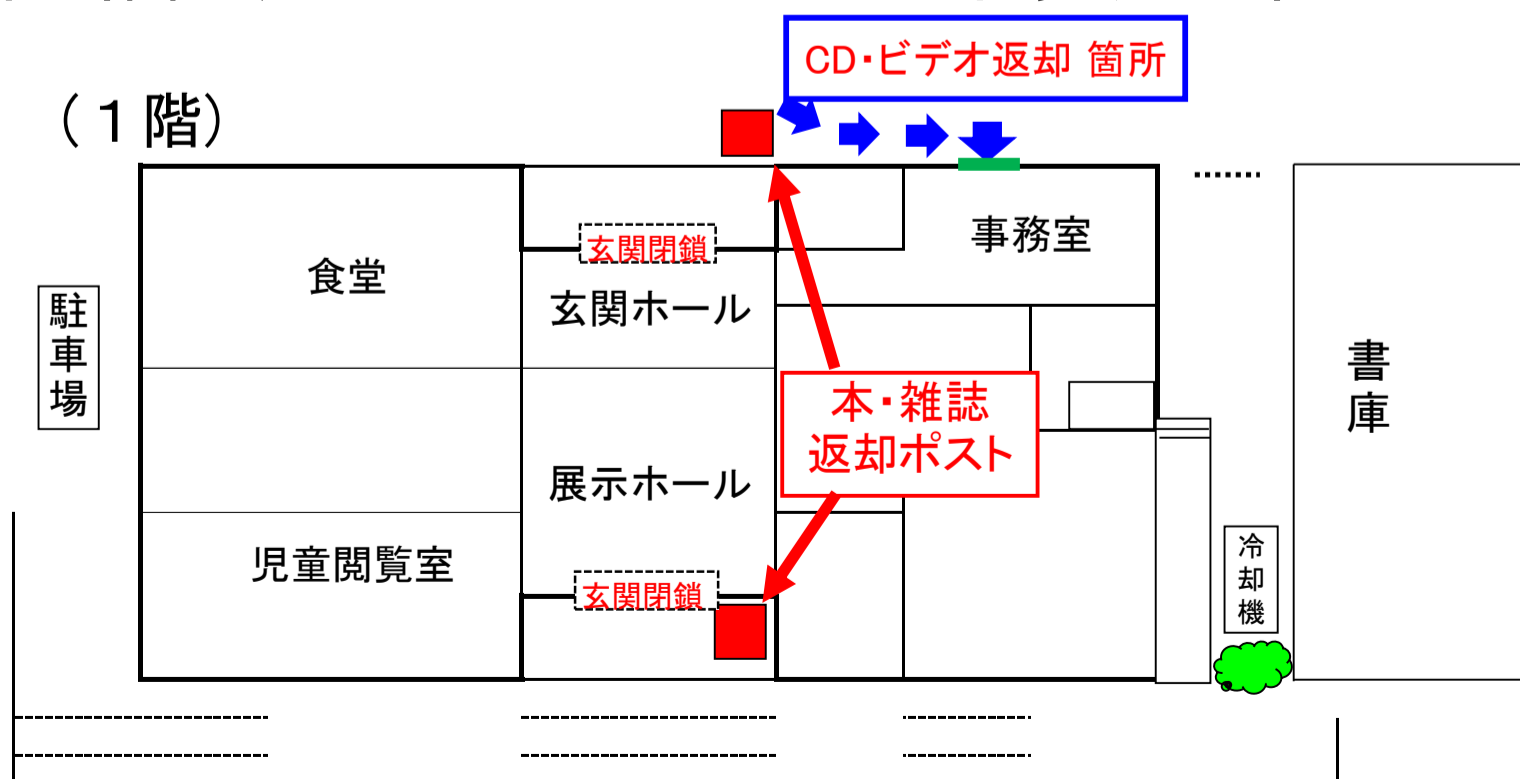 CD・ビデオ返却 箇所
（１階）
事務室
玄関閉鎖
食堂
玄関ホール
駐車場
書庫
本・雑誌
返却ポスト
展示ホール
児童閲覧室
玄関閉鎖
冷却機